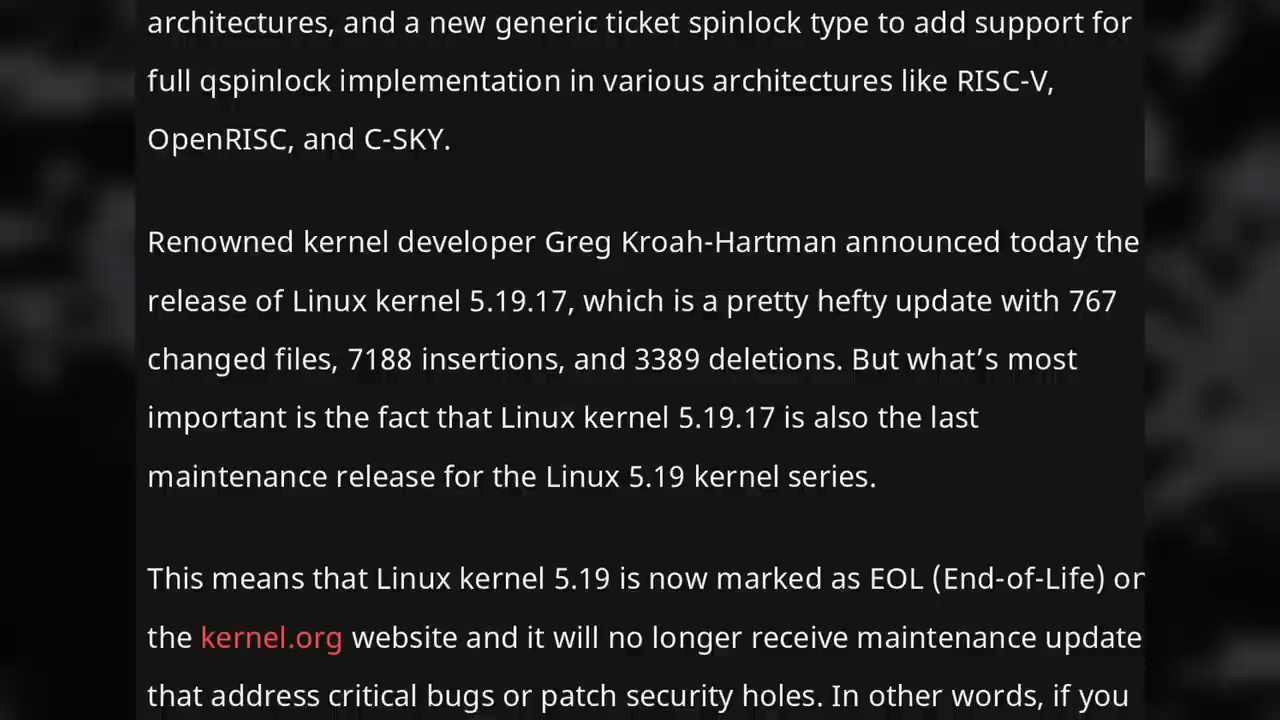 architectures, and a new generic ticket spinlock type to add support for
full qspinlock implementation in various architectures like RISC-V,
OpenRISC, and C-SKY.
Renowned kernel developer Greg Kroah-Hartman announced today the
release of Linux kernel 5.19.17, which is a pretty hefty update with 767
changed files, 7188 insertions, and 3389 deletions. But what’s most
important is the fact that Linux kernel 5.19.17 is also the last
maintenance release for the Linux 5.19 kernel series.
This means that Linux kernel 5.19 is now marked as EOL (End-of-Life) on
the kernel.org website and it will no longer receive maintenance update
that address critical bugs or patch security holes. In other words, if you